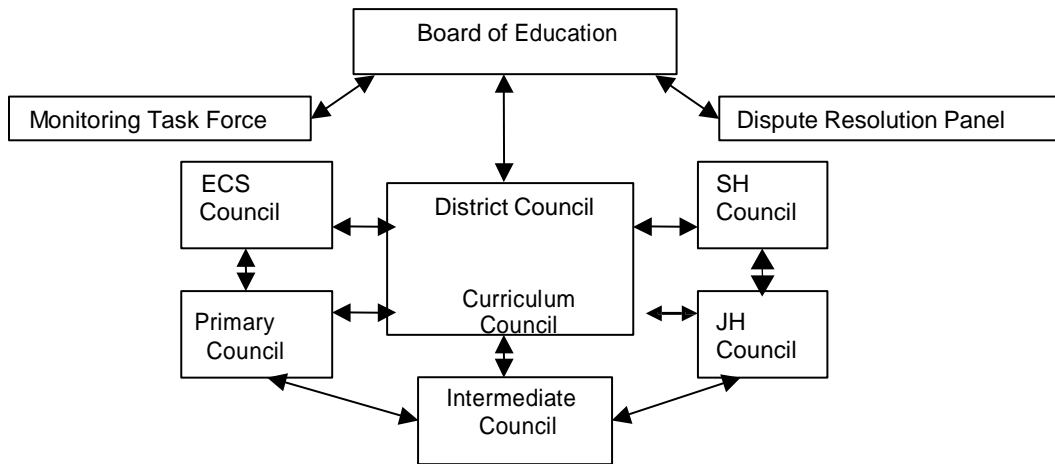 Board of Education
Monitoring Task Force
Dispute Resolution Panel
ECS
Council
District Council
SH
Council
Primary
Council
Curriculum
Council
JH
Council
Intermediate
Council